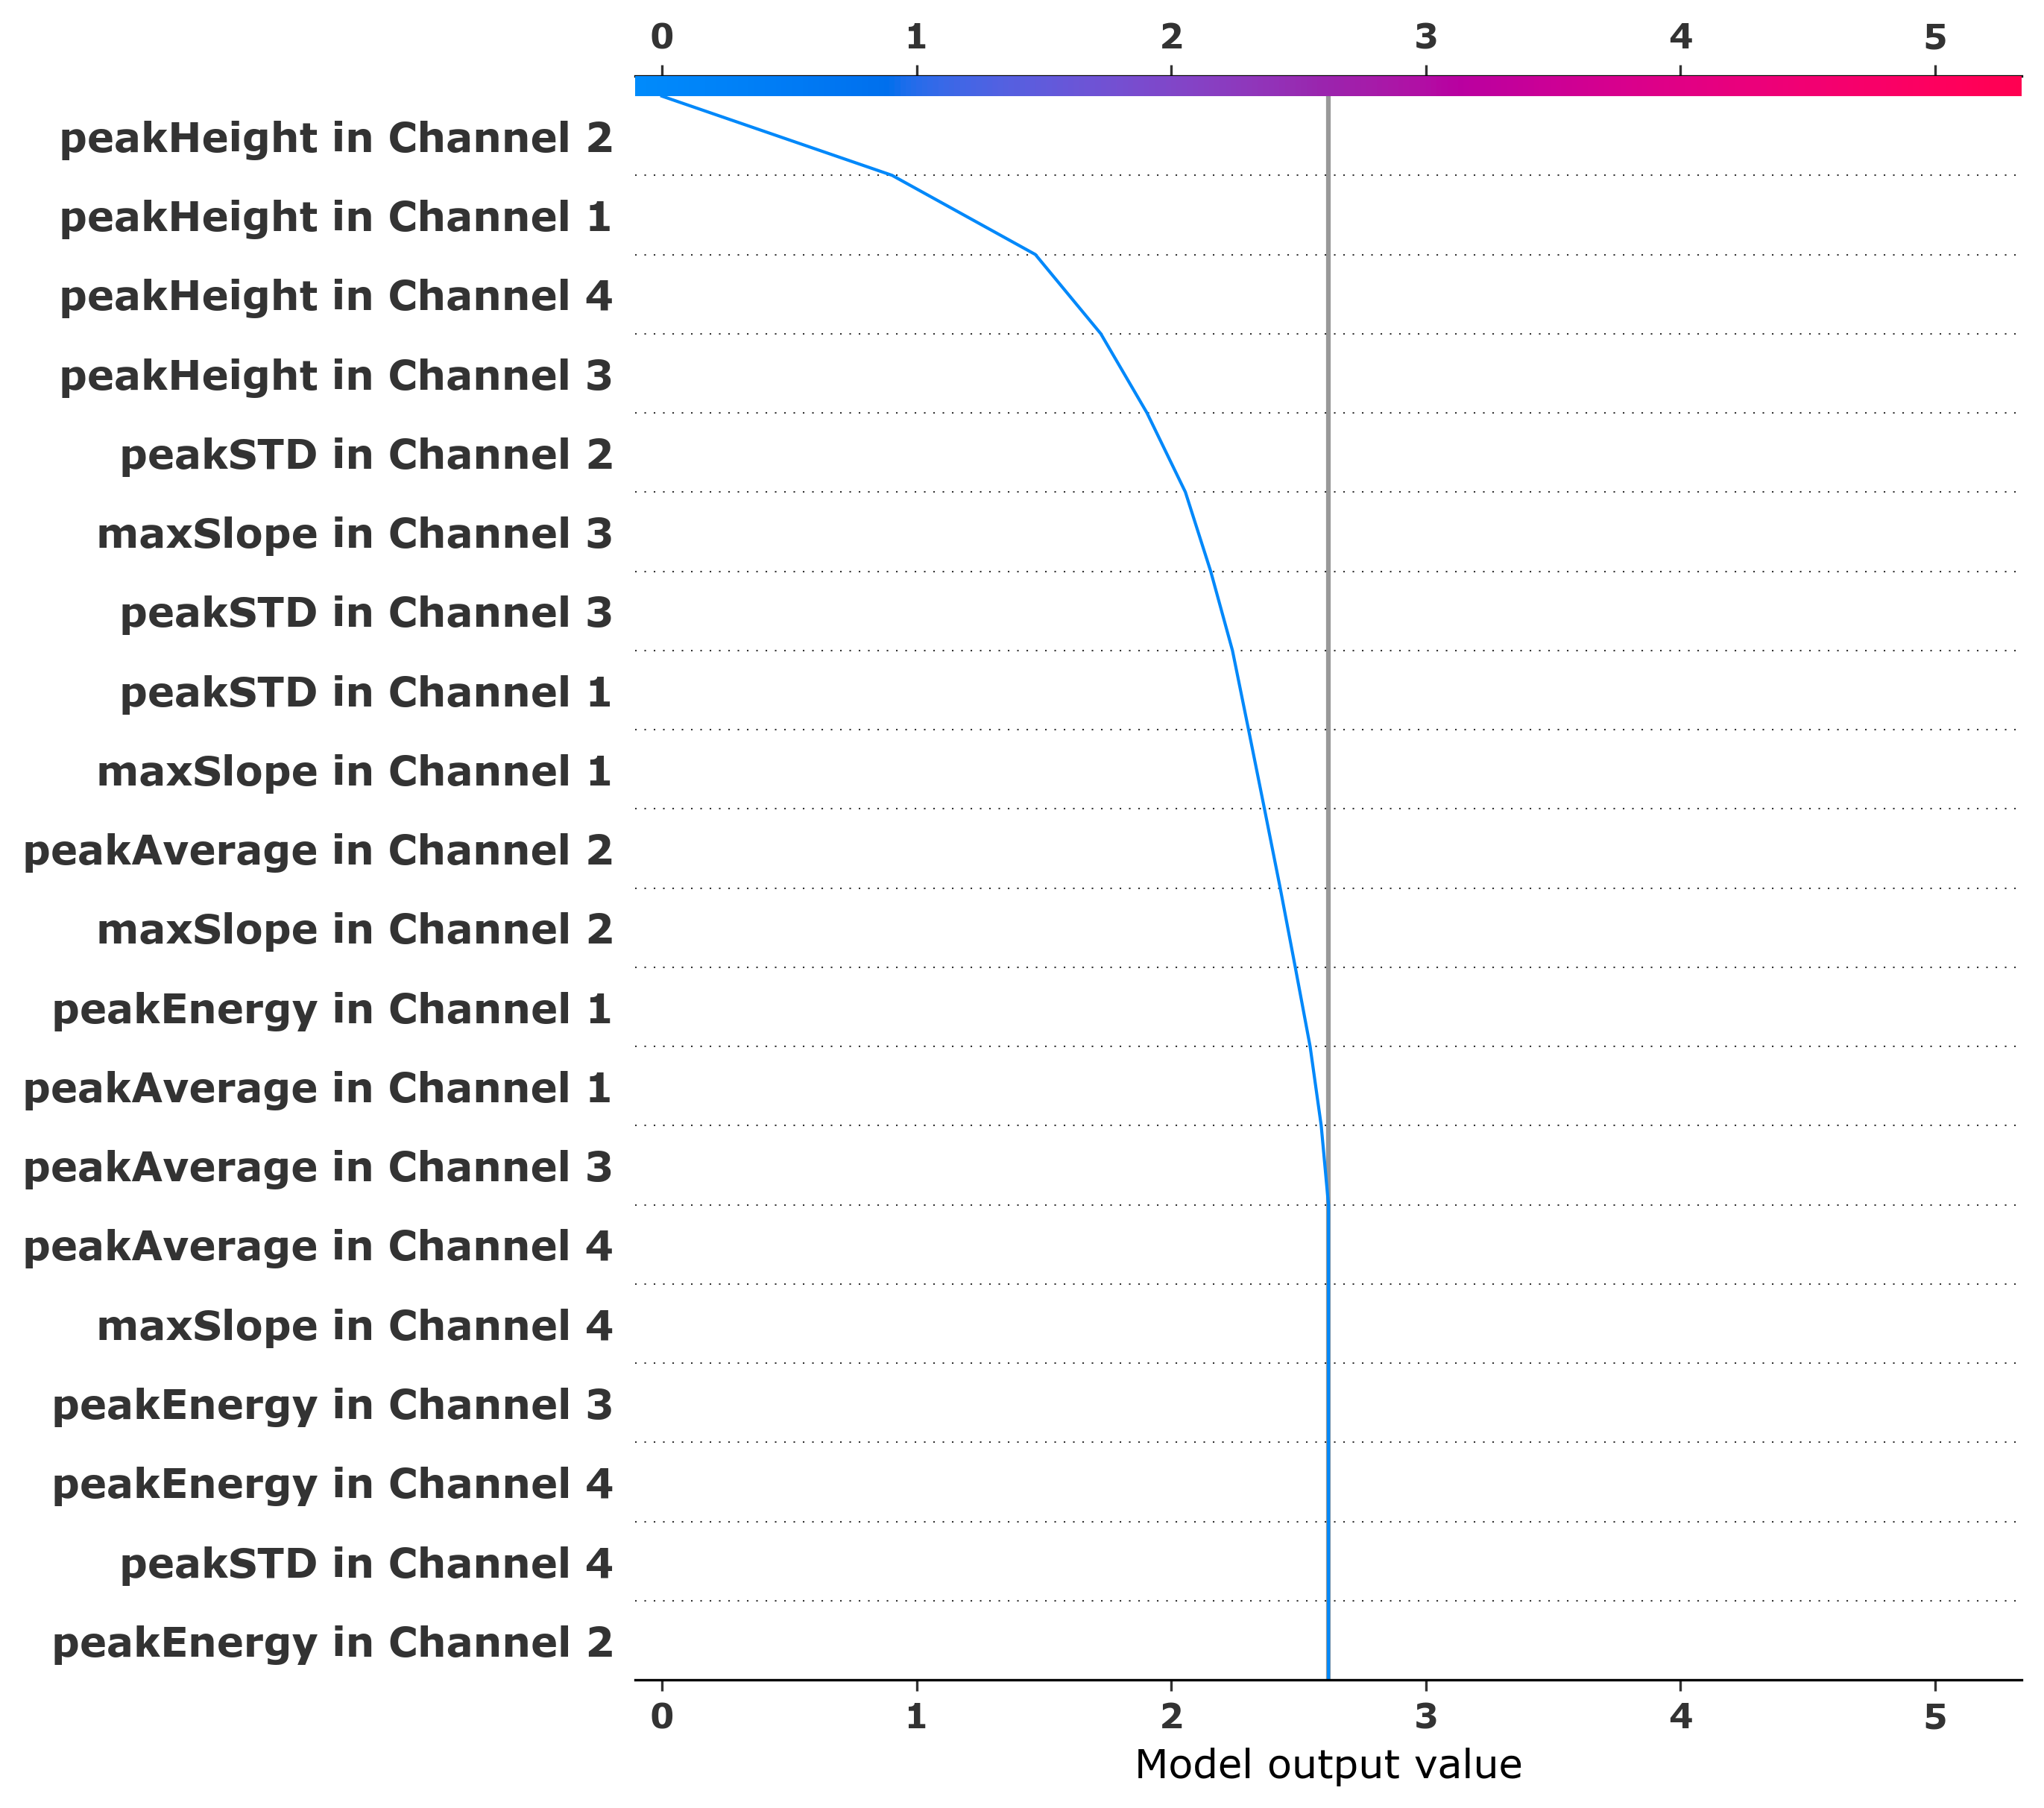 0 1 2 3 4 5
peakHeight in Channel 2
peakHeight in Channel 1
peakHeight in Channel 4
peakHeight in Channel 3
peakSTD in Channel 2
maxSlope in Channel 3
peakSTD in Channel 3
peakSTD in Channel 1
maxSlope in Channel 1
peakAverage in Channel 2
maxSlope in Channel 2
peakEnergy in Channel 1
peakAverage in Channel 1
peakAverage in Channel 3
peakAverage in Channel 4
maxSlope in Channel 4
peakEnergy in Channel 3
peakEnergy in Channel 4
peakSTD in Channel 4
peakEnergy in Channel 2
0 1 2 3 4 5
Model output value